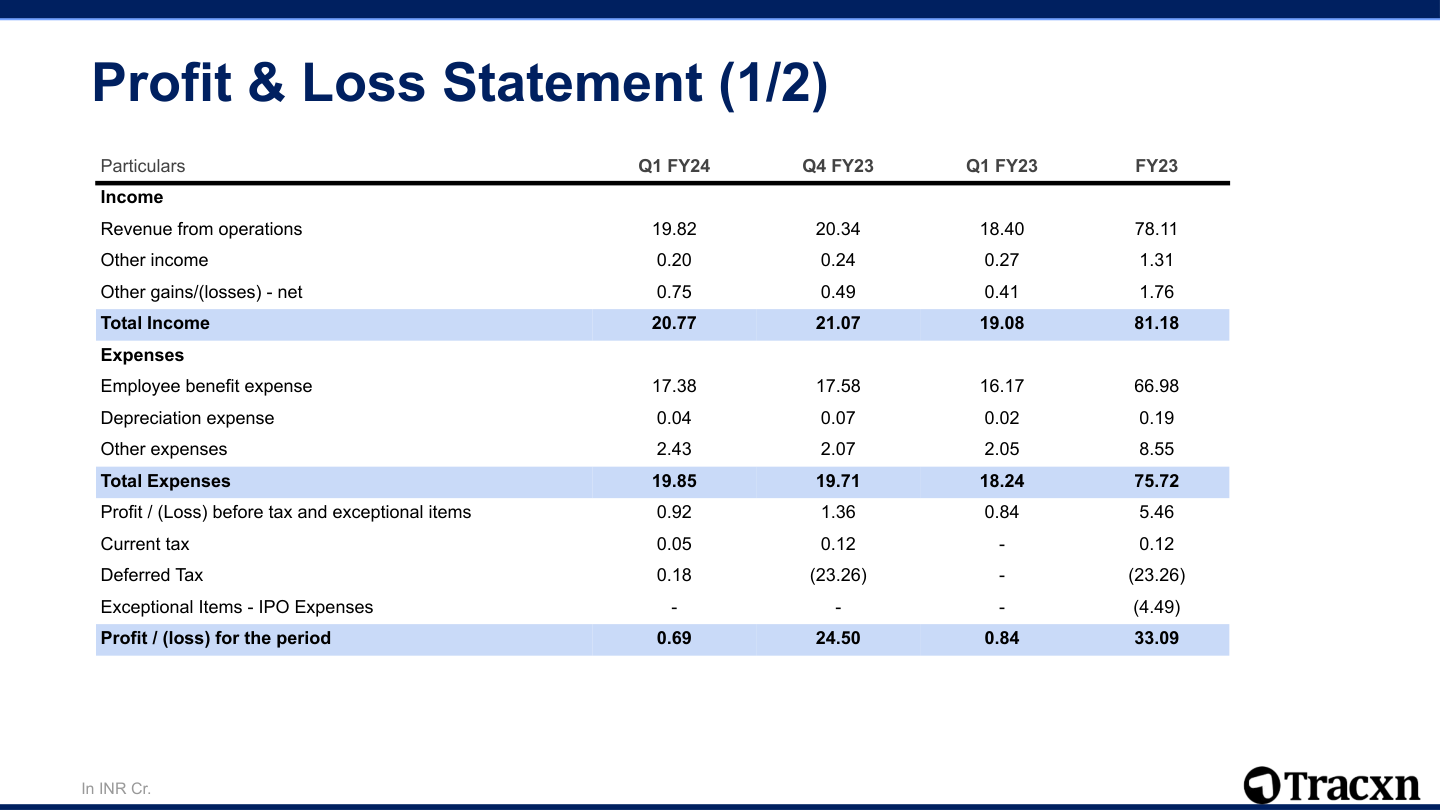 Profit & Loss Statement (1/2)
Particulars Q1 FY24 Q4 FY23 Q1 FY23 FY23
Income
Revenue from operations 19.82 20.34 18.40 78.11
Other income 0.20 0.24 0.27 1.31
Other gains/(losses) - net 0.75 0.49 0.41 1.76
Total Income 20.77 21.07 19.08 81.18
Expenses
Employee benefit expense 17.38 17.58 16.17 66.98
Depreciation expense 0.04 0.07 0.02 0.19
Other expenses 2.43 2.07 2.05 8.55
Total Expenses 19.85 19.71 18.24 75.72
Profit / (Loss) before tax and exceptional items 0.92 1.36 0.84 5.46
Current tax 0.05 0.12 - 0.12
Deferred Tax 0.18 (23.26) - (23.26)
Exceptional Items - IPO Expenses - - - (4.49)
Profit / (loss) for the period 0.69 24.50 0.84 33.09
In INR Cr.
Tracxn